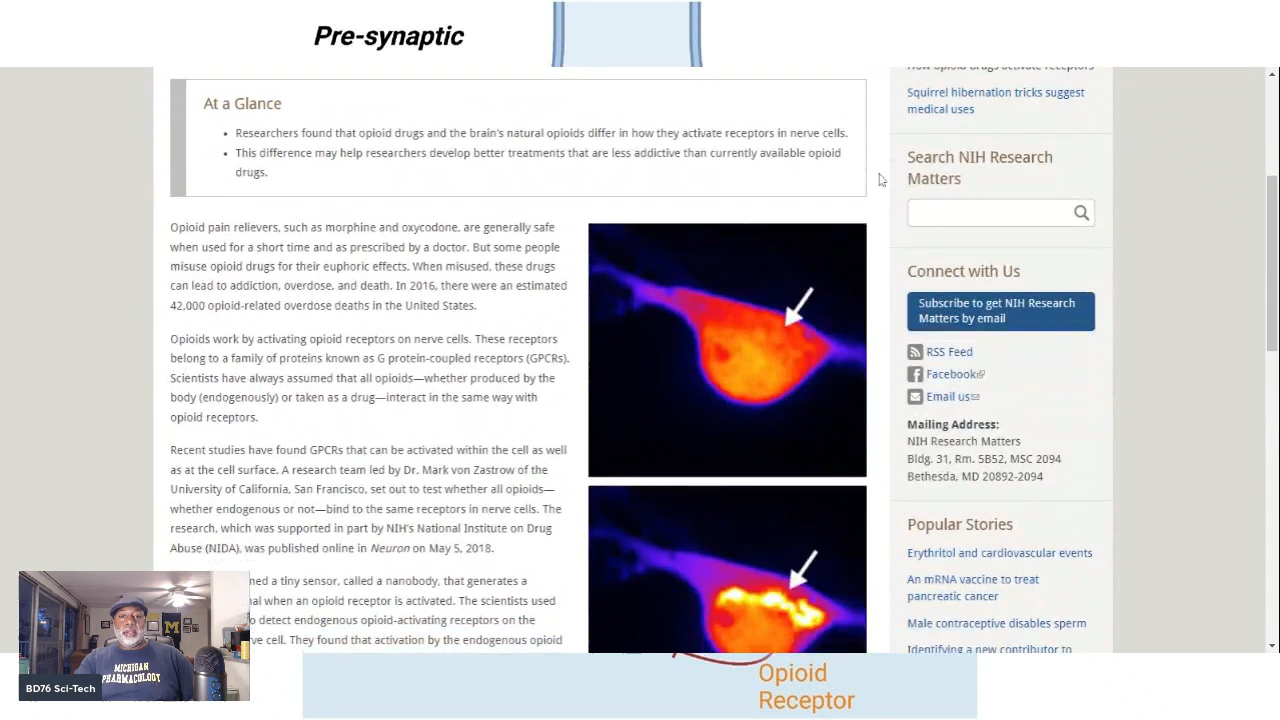 Pre-synaptic
At a Glance
Researchers found that opioid drugs and the brain's natural opioids differ in how they activate receptors in nerve cells.
This difference may help researchers develop better treatments that are less addictive than currently available opioid
drugs.
Opioid pain relievers, such as morphine and oxycodone, are generally safe
when used for a short time and as prescribed by a doctor. But some people
misuse opioid drugs for their euphoric effects. When misused, these drugs
can lead to addiction, overdose, and death. In 2016, there were an estimated
42,000 opioid-related overdose deaths in the United States.
Opioids work by activating opioid receptors on nerve cells. These receptors
belong to a family of proteins known as G protein-coupled receptors (GPCRs).
Scientists have always assumed that all opioids—whether produced by the
body (endogenously) or taken as a drug—interact in the same way with
opioid receptors.
Recent studies have found GPCRs that can be activated within the cell as well
as at the cell surface. A research team led by Dr. Mark von Zastrow of the
University of California, San Francisco, set out to test whether all opioids—
whether endogenous or not—bind to the same receptors in nerve cells. The
research, which was supported in part by NIH's National Institute on Drug
Abuse (NIDA), was published online in Neuron on May 5, 2018.
ned a tiny sensor, called a nanobody, that generates a
nal when an opioid receptor is activated. The scientists used
o detect endogenous opioid-activating receptors on the
ve cell. They found that activation by the endogenous opioid
How opioid drugs activate receptors
Squirrel hibernation tricks suggest
medical uses
Search NIH Research
Matters
Connect with Us
Subscribe to get NIH Research
Matters by email
RSS Feed
Facebook
Email us
Mailing Address:
NIH Research Matters
Bldg. 31, Rm. 5B52, MSC 2094
Bethesda, MD 20892-2094
Popular Stories
Erythritol and cardiovascular events
An mRNA vaccine to treat
pancreatic cancer
Male contraceptive disables sperm
Identifying a new contributor to
M
MICHIGAN
PHARMACOLOGY
BD76 Sci-Tech
Opioid
Receptor